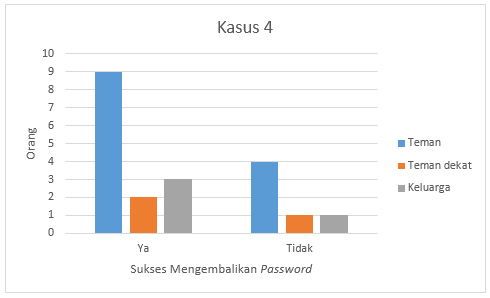 Kasus 4
10
9
8
7
6
5
4
3
2
1
0
Orang
Ya
Tidak
Sukses Mengembalikan Password
Teman
Teman dekat
Keluarga